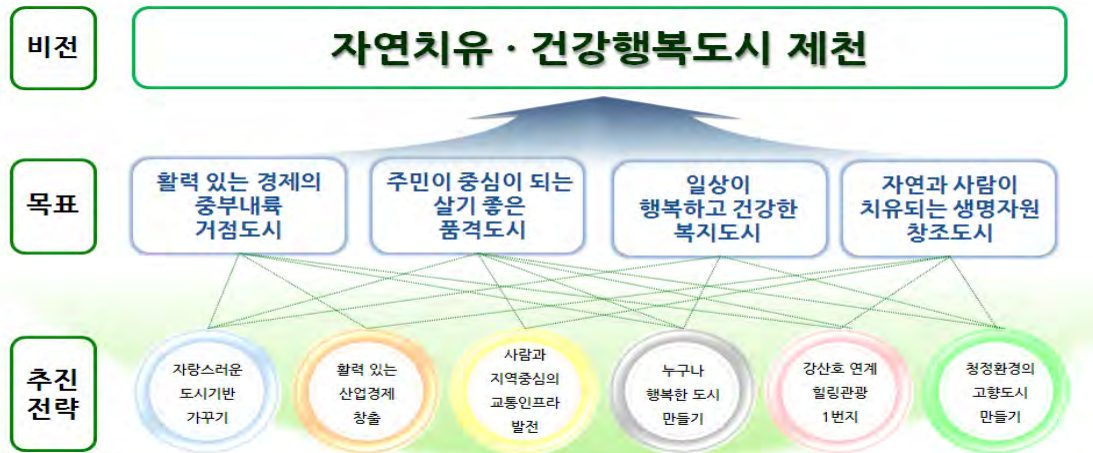 비전
자연치유 · 건강행복도시 제천
목표
활력 있는 경제의
중부내륙
거점도시
주민이 중심이 되는
살기 좋은
품격도시
일상이
행복하고 건강한
복지도시
자연과 사람이
치유되는 생명자원
창조도시
추진
전략
자랑스러운
도시기반
가꾸기
활력 있는
산업경제
창출
사람과
지역중심의
교통인프라
발전
누구나
행복한 도시
만들기
강산호 연계
힐링관광
1번지
청정환경의
고향도시
만들기